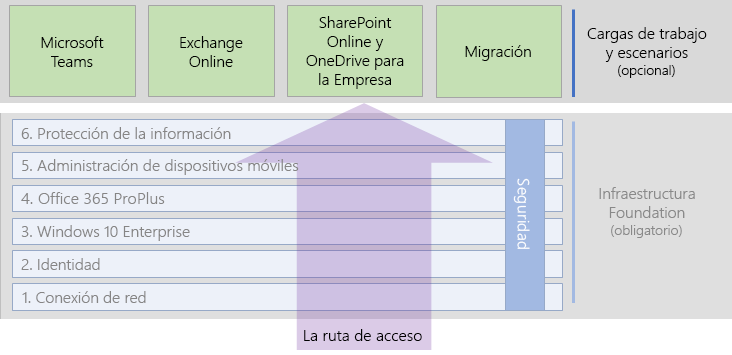 Microsoft
Teams
Exchange
Online
SharePoint
Online y
OneDrive para
la Empresa
Migración
Cargas de trabajo
y escenarios
(opcional)
6. Protección de la información
5. Administración de dispositivos móviles
4. Office 365 ProPlus
3. Windows 10 Enterprise
2. Identidad
1. Conexión de red
Seguridad
Infraestructura
Foundation
(obligatorio)
La ruta de acceso